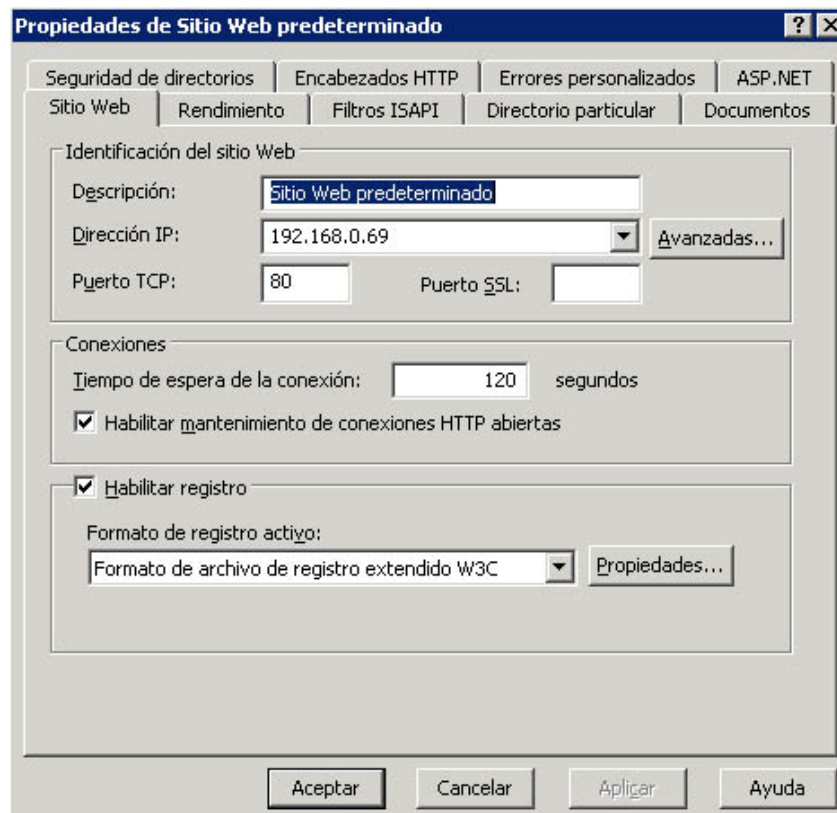 Propiedades de Sitio Web predeterminado
Seguridad de directorios Encabezados HTTP Errores personalizados ASP.NET
Sitio Web Rendimiento Filtros ISAPI Directorio particular Documentos
Identificación del sitio Web
Descripción: Sitio Web predeterminado
Dirección IP: 192.168.0.69 Avanzadas...
Puerto TCP: 80 Puerto SSL:
Conexiones
Tiempo de espera de la conexión: 120 segundos
Habilitar mantenimiento de conexiones HTTP abiertas
Habilitar registro
Formato de registro activo:
Formato de archivo de registro extendido W3C Propiedades...
Aceptar Cancelar Aplicar Ayuda